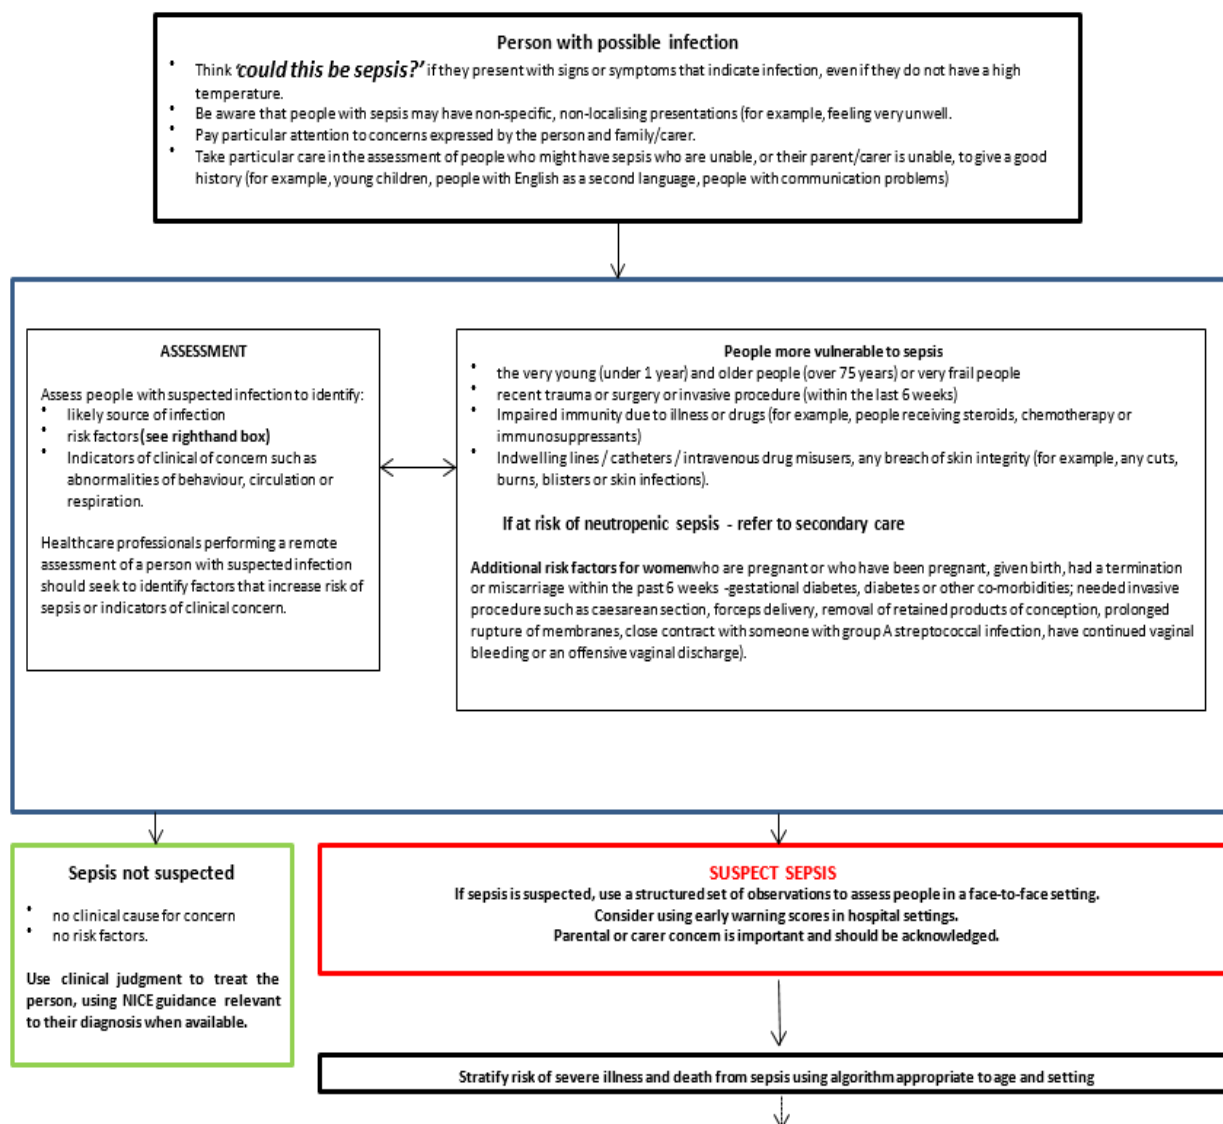 Person with possible infection
• Think 'could this be sepsis?' if they present with signs or symptoms that indicate infection, even if they do not have a high
temperature.
• Be aware that people with sepsis may have non-specific, non-localising presentations (for example, feeling very unwell.
• Pay particular attention to concerns expressed by the person and family/carer.
• Take particular care in the assessment of people who might have sepsis who are unable, or their parent/carer is unable, to give a good
history (for example, young children, people with English as a second language, people with communication problems)
ASSESSMENT
Assess people with suspected infection to identify:
• likely source of infection
• risk factors (see righthand box)
• Indicators of clinical of concern such as
abnormalities of behaviour, circulation or
respiration.
Healthcare professionals performing a remote
assessment of a person with suspected infection
should seek to identify factors that increase risk of
sepsis or indicators of clinical concern.
People more vulnerable to sepsis
• the very young (under 1 year) and older people (over 75 years) or very frail people
• recent trauma or surgery or invasive procedure (within the last 6 weeks)
• Impaired immunity due to illness or drugs (for example, people receiving steroids, chemotherapy or
immunosuppressants)
• Indwelling lines / catheters / intravenous drug misusers, any breach of skin integrity (for example, any cuts,
burns, blisters or skin infections).
If at risk of neutropenic sepsis - refer to secondary care
Additional risk factors for women who are pregnant or who have been pregnant, given birth, had a termination
or miscarriage within the past 6 weeks -gestational diabetes, diabetes or other co-morbidities; needed invasive
procedure such as caesarean section, forceps delivery, removal of retained products of conception, prolonged
rupture of membranes, close contract with someone with group A streptococcal infection, have continued vaginal
bleeding or an offensive vaginal discharge).
Sepsis not suspected
• no clinical cause for concern
• no risk factors.
Use clinical judgment to treat the
person, using NICE guidance relevant
to their diagnosis when available.
SUSPECT SEPSIS
If sepsis is suspected, use a structured set of observations to assess people in a face-to-face setting.
Consider using early warning scores in hospital settings.
Parental or carer concern is important and should be acknowledged.
Stratify risk of severe illness and death from sepsis using algorithm appropriate to age and setting